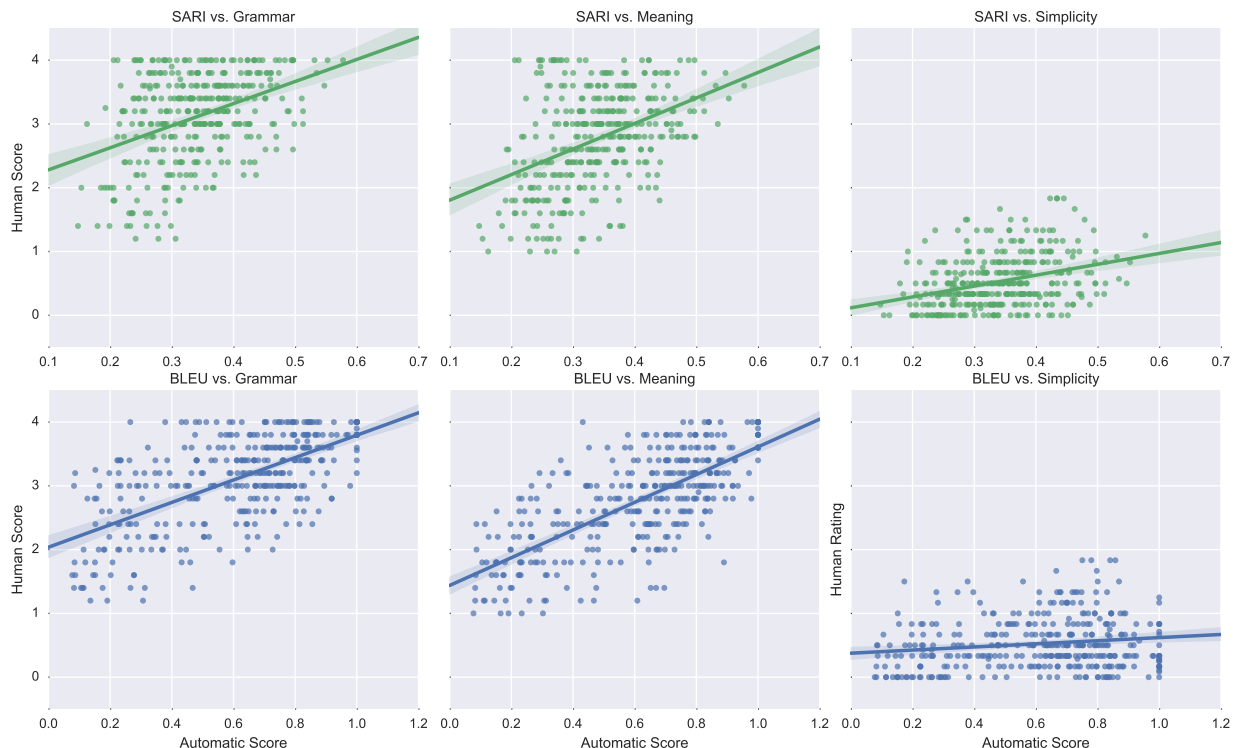 SARI vs. Grammar
SARI vs. Meaning
SARI vs. Simplicity
Human Score
4
3
2
1
0
0.1 0.2 0.3 0.4 0.5 0.6 0.7
0.1 0.2 0.3 0.4 0.5 0.6 0.7
0.1 0.2 0.3 0.4 0.5 0.6 0.7
BLEU vs. Grammar
BLEU vs. Meaning
BLEU vs. Simplicity
Human Score
4
3
2
1
0
Human Rating
0.0 0.2 0.4 0.6 0.8 1.0 1.2
0.0 0.2 0.4 0.6 0.8 1.0 1.2
0.0 0.2 0.4 0.6 0.8 1.0 1.2
Automatic Score
Automatic Score
Automatic Score